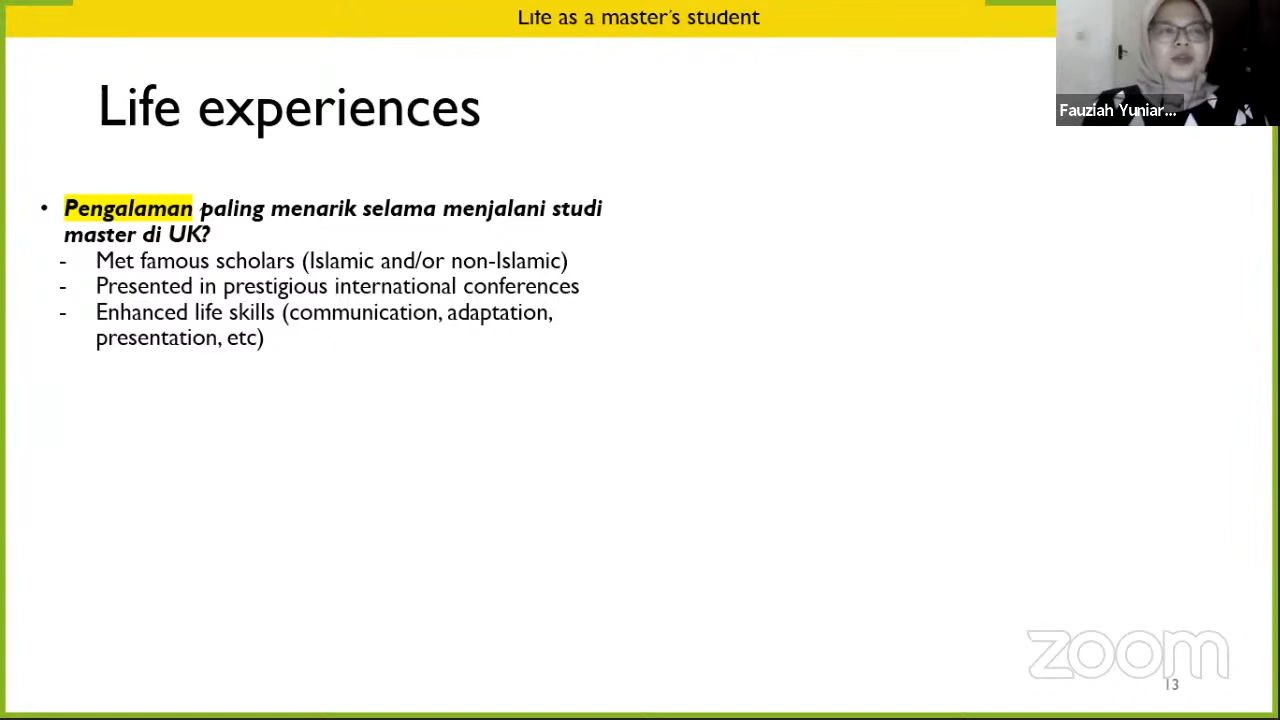 Life as a master's student
Fauziah Yuniar...
Life experiences
• Pengalaman paling menarik selama menjalani studi
master di UK?
- Met famous scholars (Islamic and/or non-Islamic)
- Presented in prestigious international conferences
- Enhanced life skills (communication, adaptation,
presentation, etc)
zoom
13